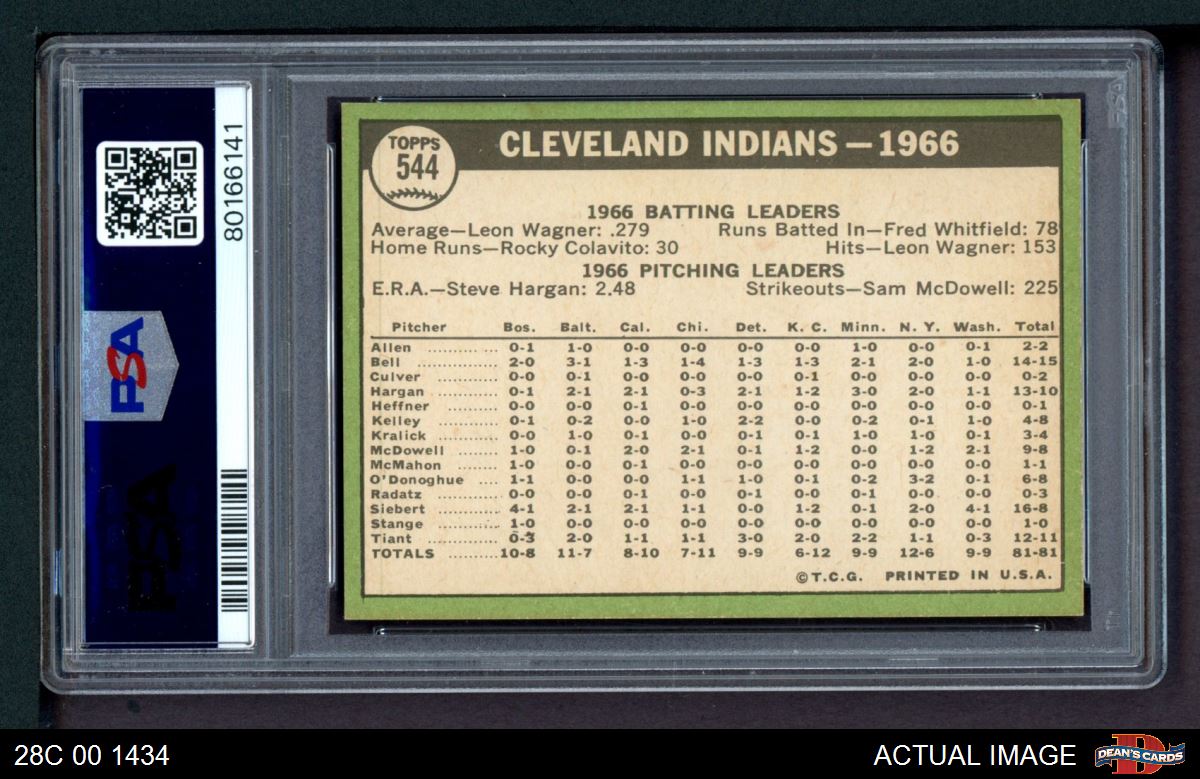 80166141
PSA
PSA
PSA
TOPPS
544
CLEVELAND INDIANS — 1966
1966 BATTING LEADERS
Average—Leon Wagner: .279 Runs Batted In—Fred Whitfield: 78
Home Runs—Rocky Colavito: 30 Hits—Leon Wagner: 153
1966 PITCHING LEADERS
E.R.A.—Steve Hargan: 2.48 Strikeouts—Sam McDowell: 225
Pitcher Bos. Balt. Cal. Chi. Det. K. C. Minn. N. Y. Wash. Total
Allen 0-1 1-0 0-0 0-0 0-0 0-0 1-0 0-0 0-1 2-2
Bell 2-0 3-1 1-3 1-4 1-3 1-3 2-1 2-0 1-0 14-15
Culver 0-0 0-1 0-0 0-0 0-0 0-1 0-0 0-0 0-0 0-2
Hargan 0-1 2-1 2-1 0-3 2-1 1-2 3-0 2-0 1-1 13-10
Heffner 0-0 0-0 0-1 0-0 0-0 0-0 0-0 0-0 0-0 0-1
Kelley 0-1 0-2 0-0 1-0 2-2 0-0 0-2 0-1 1-0 4-8
Kralick 0-0 1-0 0-1 0-0 0-1 0-1 1-0 1-0 0-1 3-4
McDowell 1-0 0-1 2-0 2-1 0-1 1-2 0-0 1-2 2-1 9-8
McMahon 1-0 0-0 0-1 0-0 0-0 0-0 0-0 0-0 0-0 1-1
O'Donoghue 1-1 0-0 0-0 1-1 1-0 0-1 0-2 3-2 0-1 6-8
Radatz 0-0 0-0 0-1 0-0 0-1 0-0 0-1 0-0 0-0 0-3
Siebert 4-1 2-1 2-1 1-1 0-0 1-2 0-1 2-0 4-1 16-8
Stange 1-0 0-0 0-0 0-0 0-0 0-0 0-0 0-0 0-0 1-0
Tiant 0-3 2-0 1-1 1-1 3-0 2-0 2-2 1-1 0-3 12-11
TOTALS 10-8 11-7 8-10 7-11 9-9 6-12 9-9 12-6 9-9 81-81
© T.C.G. PRINTED IN U.S.A.
28C 00 1434
ACTUAL IMAGE
D
DEAN'S CARDS